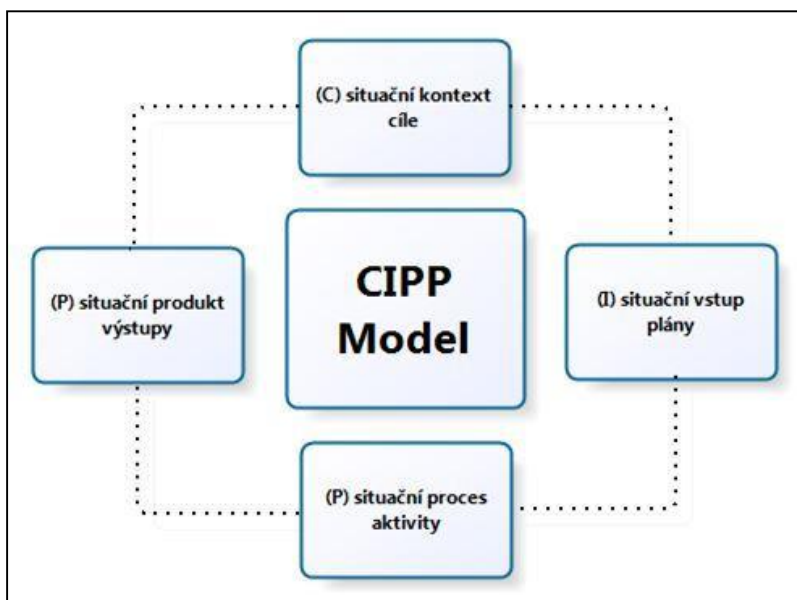 (C) situační kontext
cíle
(P) situační produkt
výstupy
CIPP
Model
(I) situační vstup
plány
(P) situační proces
aktivity